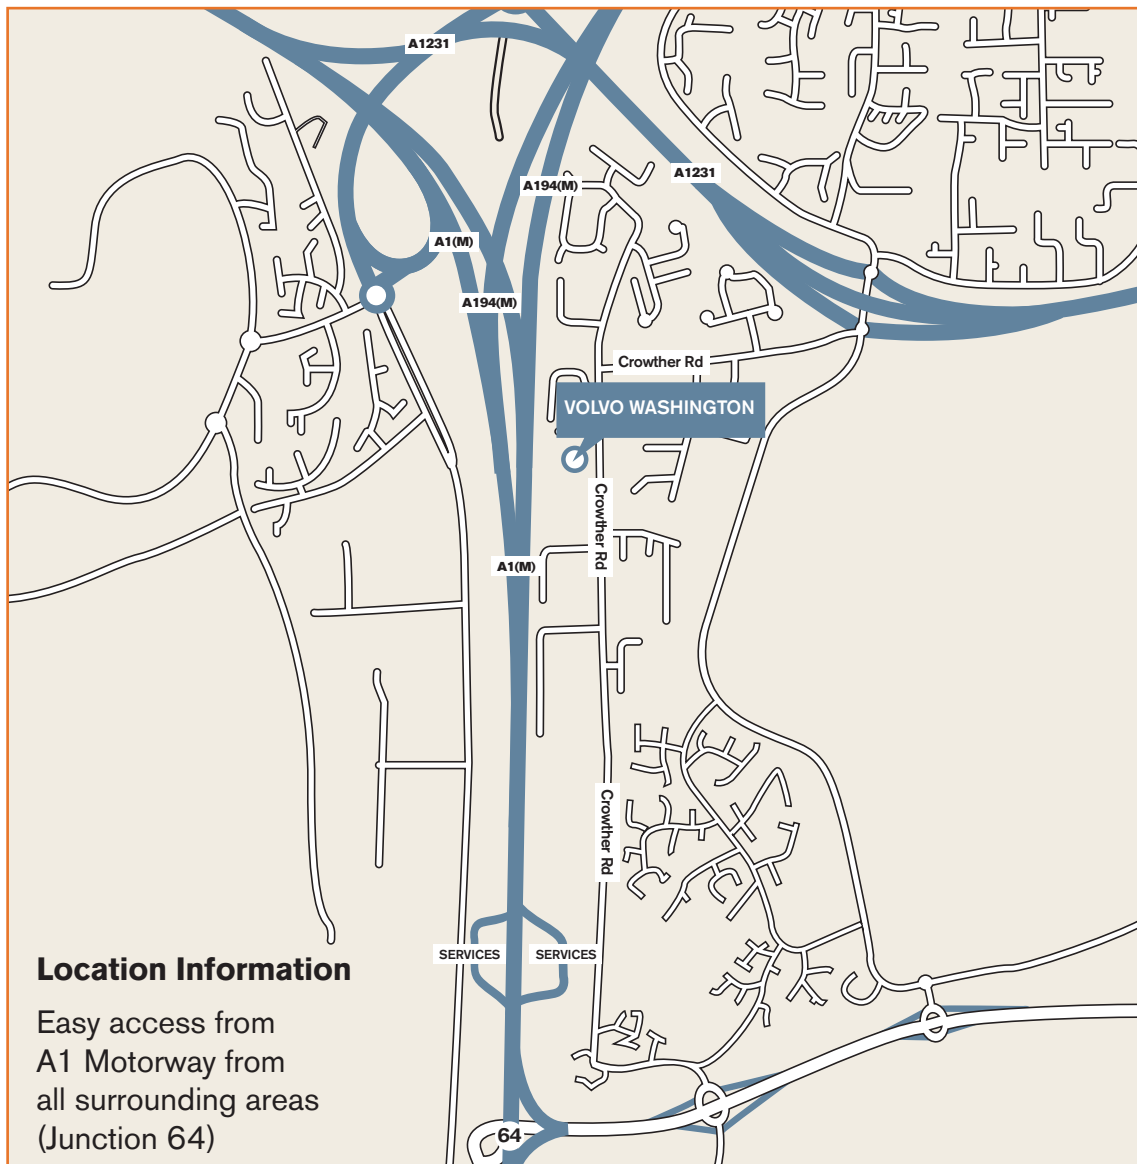 A1231
A194(M)
A1231
A1(M)
A194(M)
Crowther Rd
VOLVO WASHINGTON
Crowther Rd
A1(M)
Crowther Rd
SERVICES
SERVICES
Location Information
Easy access from
A1 Motorway from
all surrounding areas
(Junction 64)
64